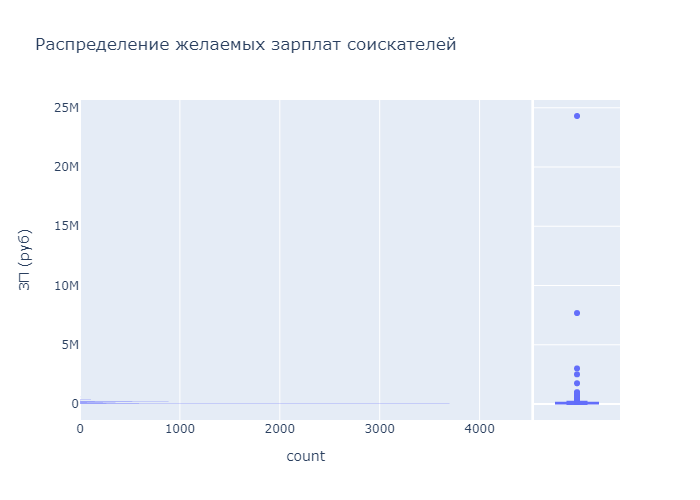 Распределение желаемых зарплат соискателей
25M
20M
15M
10M
5M
0
ЗП (руб)
0 1000 2000 3000 4000
count